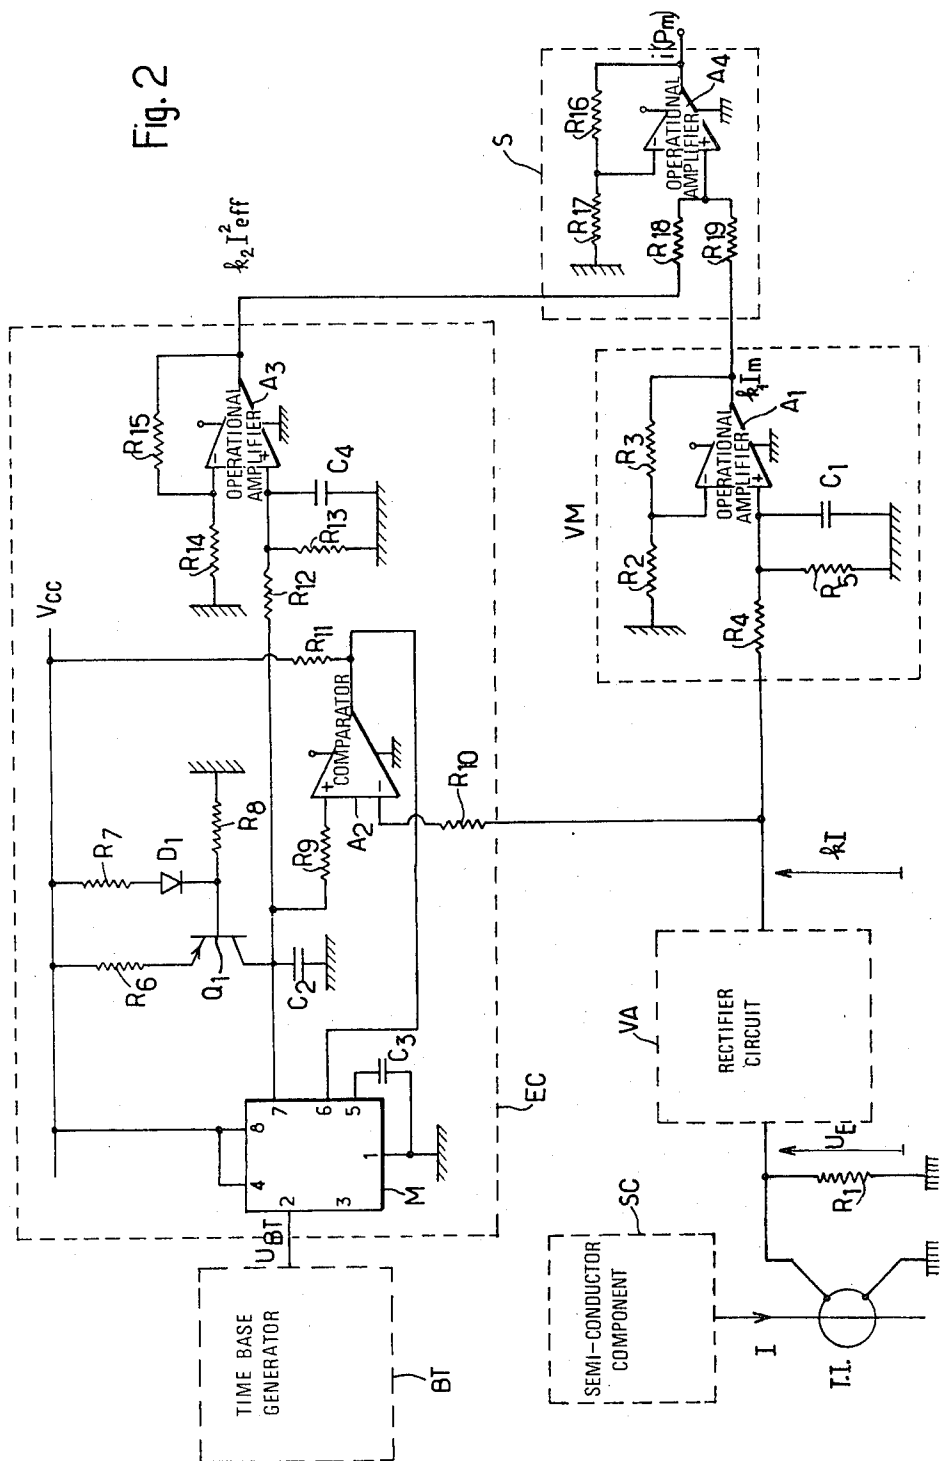 Fig. 2
k₂I²eff
Vcc
R6
R7
D1
Q1
R8
C2
R9
COMPARATOR
A2
R10
R11
R12
R13
C4
R14
R15
OPERATIONAL
AMPLIFIER
A3
4
8
2
7
3
6
1
5
M
C3
EC
UBT
TIME BASE
GENERATOR
BT
S
R16
R17
R18
R19
OPERATIONAL
AMPLIFIER
A4
i(Pm)
VM
R2
R3
R4
R5
C1
OPERATIONAL
AMPLIFIER
A1
k₁Im
kI
VA
RECTIFIER
CIRCUIT
UE
R1
SC
SEMI-CONDUCTOR
COMPONENT
I
T.I.